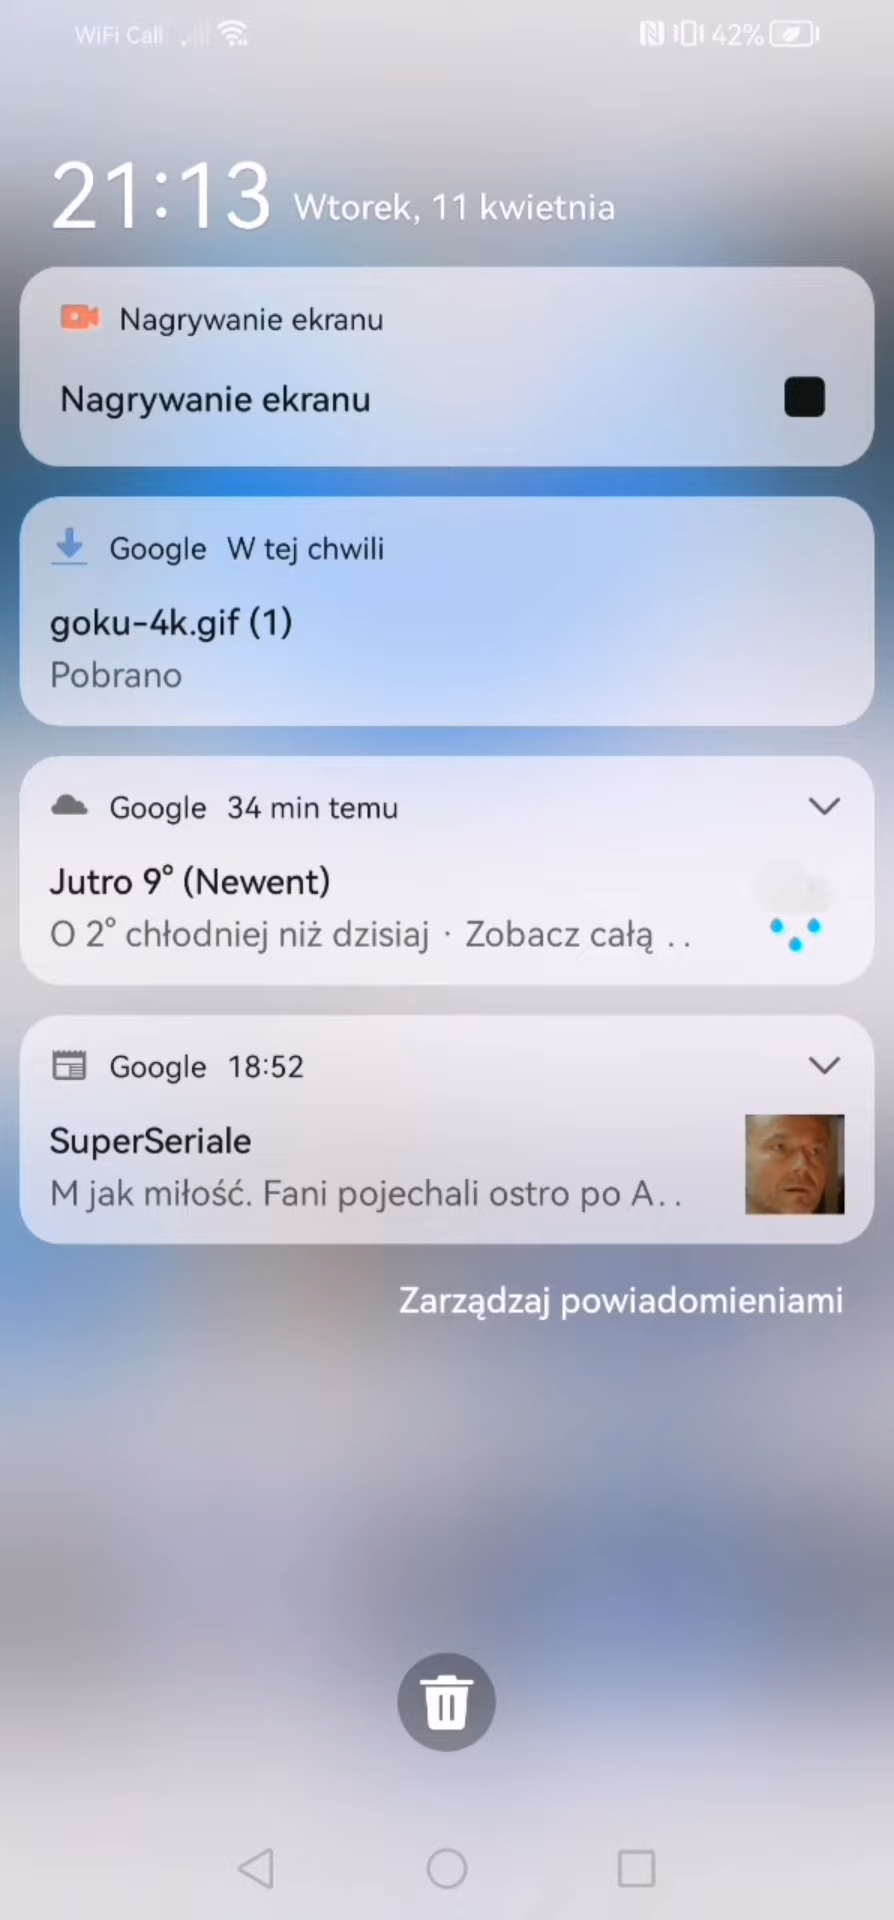 WiFi Call 42%
21:13 Wtorek, 11 kwietnia
Nagrywanie ekranu
Nagrywanie ekranu
Google W tej chwili
goku-4k.gif (1)
Pobrano
Google 34 min temu
Jutro 9° (Newent)
O 2° chłodniej niż dzisiaj · Zobacz całą . .
Google 18:52
SuperSeriale
M jak miłość. Fani pojechali ostro po A. .
Zarządzaj powiadomieniami